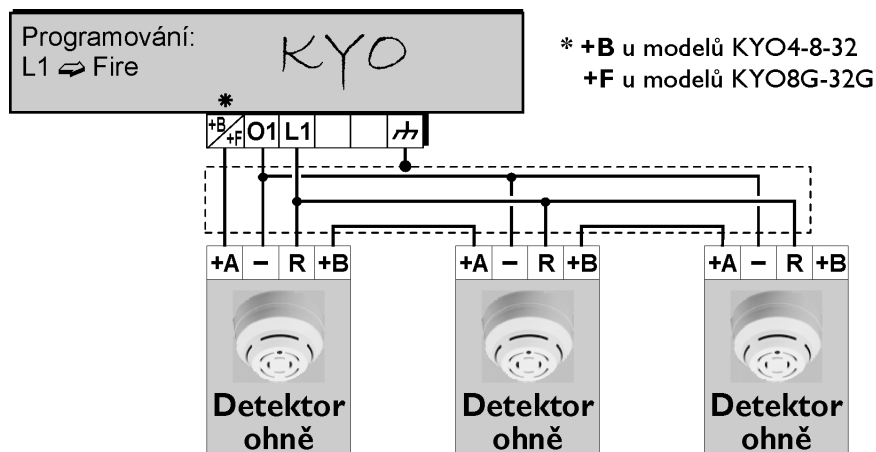 Programování:
L1 ⇨ Fire
KYO
* +B u modelů KYO4-8-32
+F u modelů KYO8G-32G
*
+B/+F O1 L1
+A – R +B
+A – R +B
+A – R +B
Detektor
ohně
Detektor
ohně
Detektor
ohně